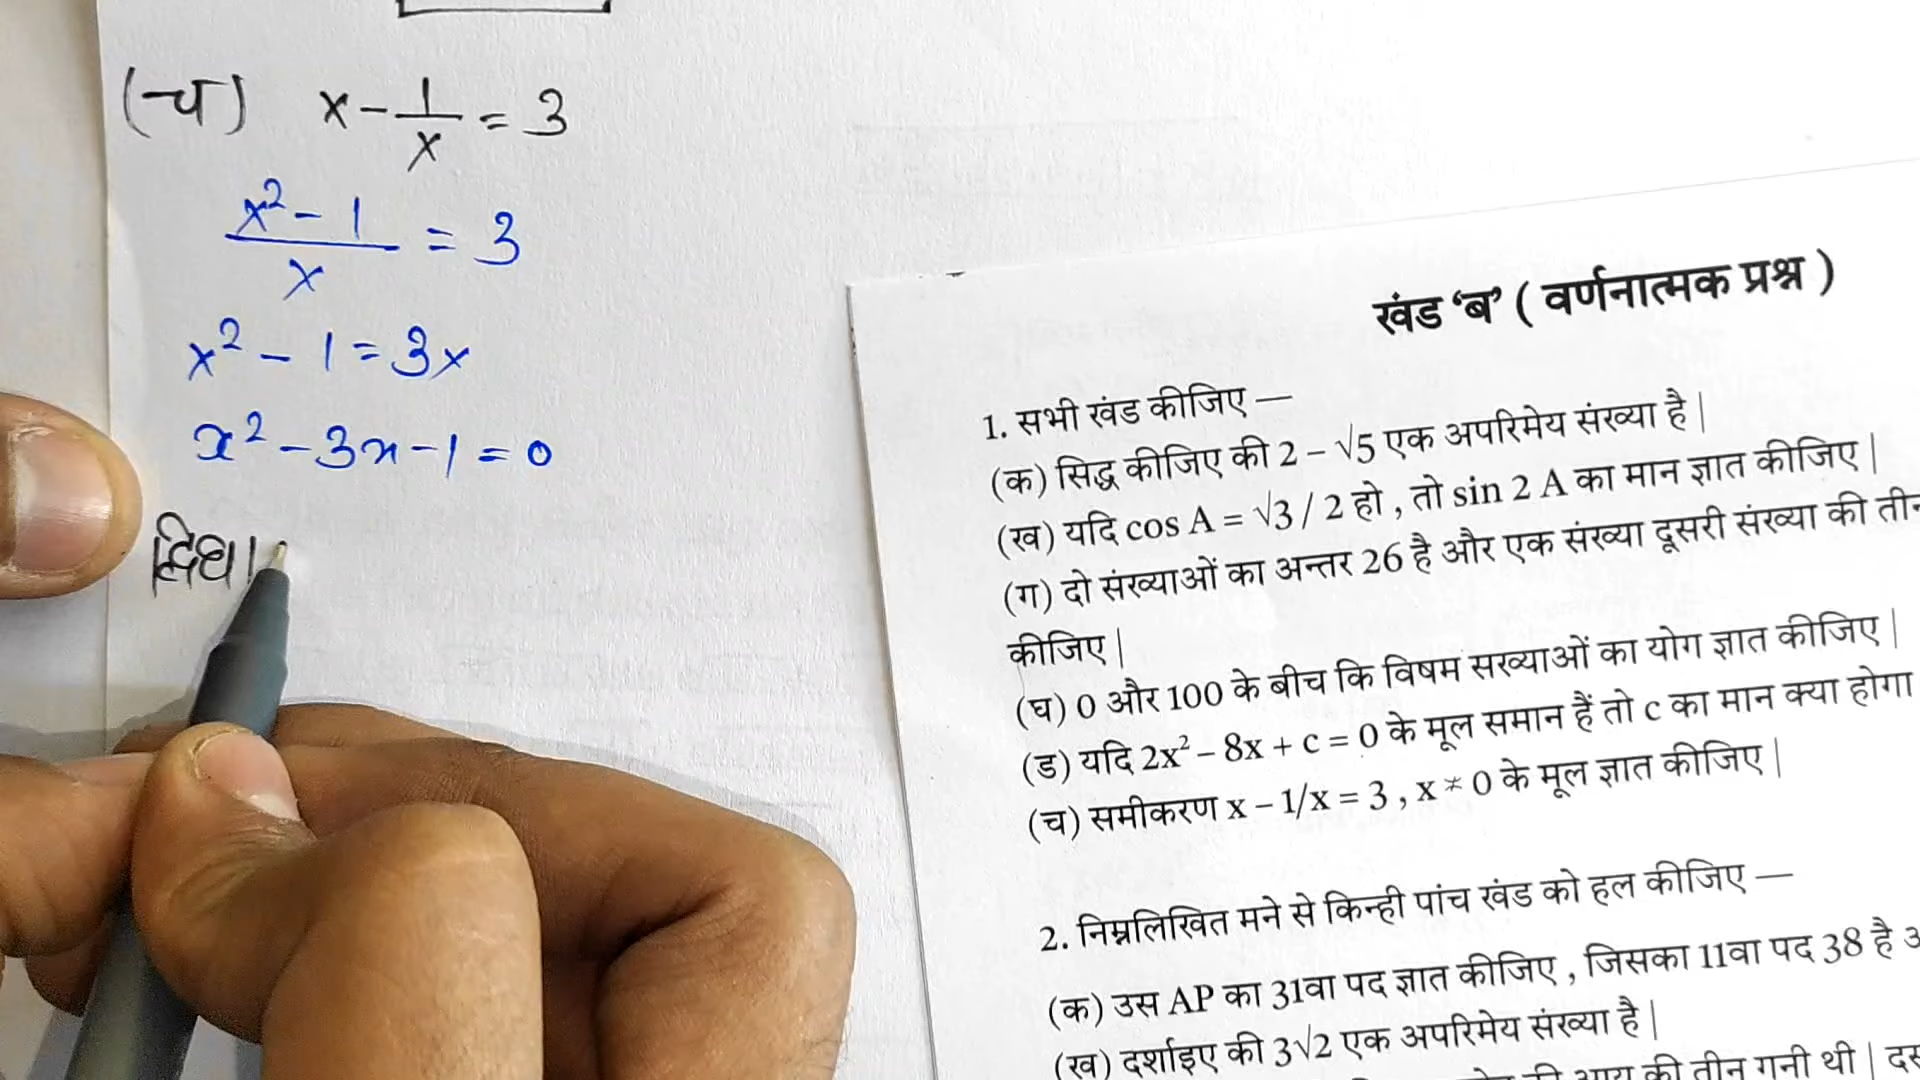 (च) x - 1/x = 3
x² - 1 / x = 3
x² - 1 = 3x
x² - 3x - 1 = 0
द्विघा
खंड ‘ब’ ( वर्णनात्मक प्रश्न )
1. सभी खंड कीजिए —
(क) सिद्ध कीजिए की 2 – √5 एक अपरिमेय संख्या है |
(ख) यदि cos A = √3 / 2 हो , तो sin 2 A का मान ज्ञात कीजिए |
(ग) दो संख्याओं का अन्तर 26 है और एक संख्या दूसरी संख्या की
कीजिए |
(घ) 0 और 100 के बीच कि विषम सख्याओं का योग ज्ञात कीजिए |
(ड) यदि 2x² – 8x + c = 0 के मूल समान हैं तो c का मान क्या होगा
(च) समीकरण x – 1/x = 3 , x ≠ 0 के मूल ज्ञात कीजिए |
2. निम्नलिखित मने से किन्ही पांच खंड को हल कीजिए —
(क) उस AP का 31वा पद ज्ञात कीजिए , जिसका 11वा पद 38 है
(ख) दर्शाइए की 3√2 एक अपरिमेय संख्या है |
की आयु की तीन गुनी थी |